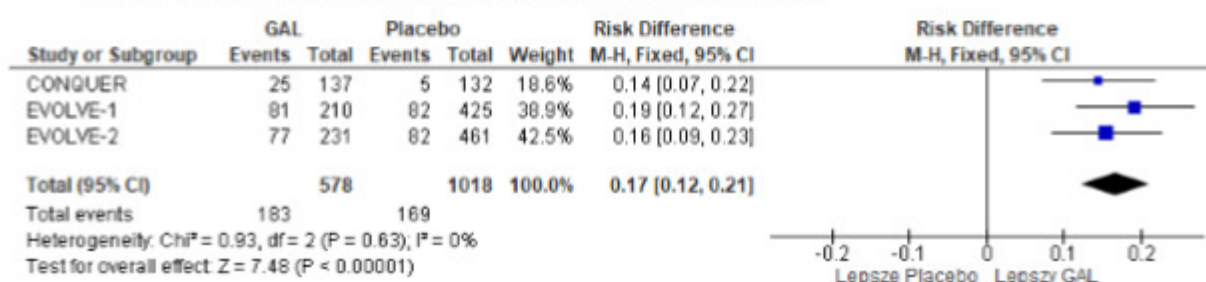 GAL Placebo Risk Difference Risk Difference
Study or Subgroup Events Total Events Total Weight M-H, Fixed, 95% CI M-H, Fixed, 95% CI
CONQUER 25 137 5 132 18.6% 0.14 [0.07, 0.22]
EVOLVE-1 81 210 82 425 38.9% 0.19 [0.12, 0.27]
EVOLVE-2 77 231 82 461 42.5% 0.16 [0.09, 0.23]
Total (95% CI) 578 1018 100.0% 0.17 [0.12, 0.21]
Total events 183 169
Heterogeneity: Chi² = 0.93, df = 2 (P = 0.63); I² = 0%
Test for overall effect: Z = 7.48 (P < 0.00001)
-0.2 -0.1 0 0.1 0.2
Lepsze Placebo Lepszy GAL